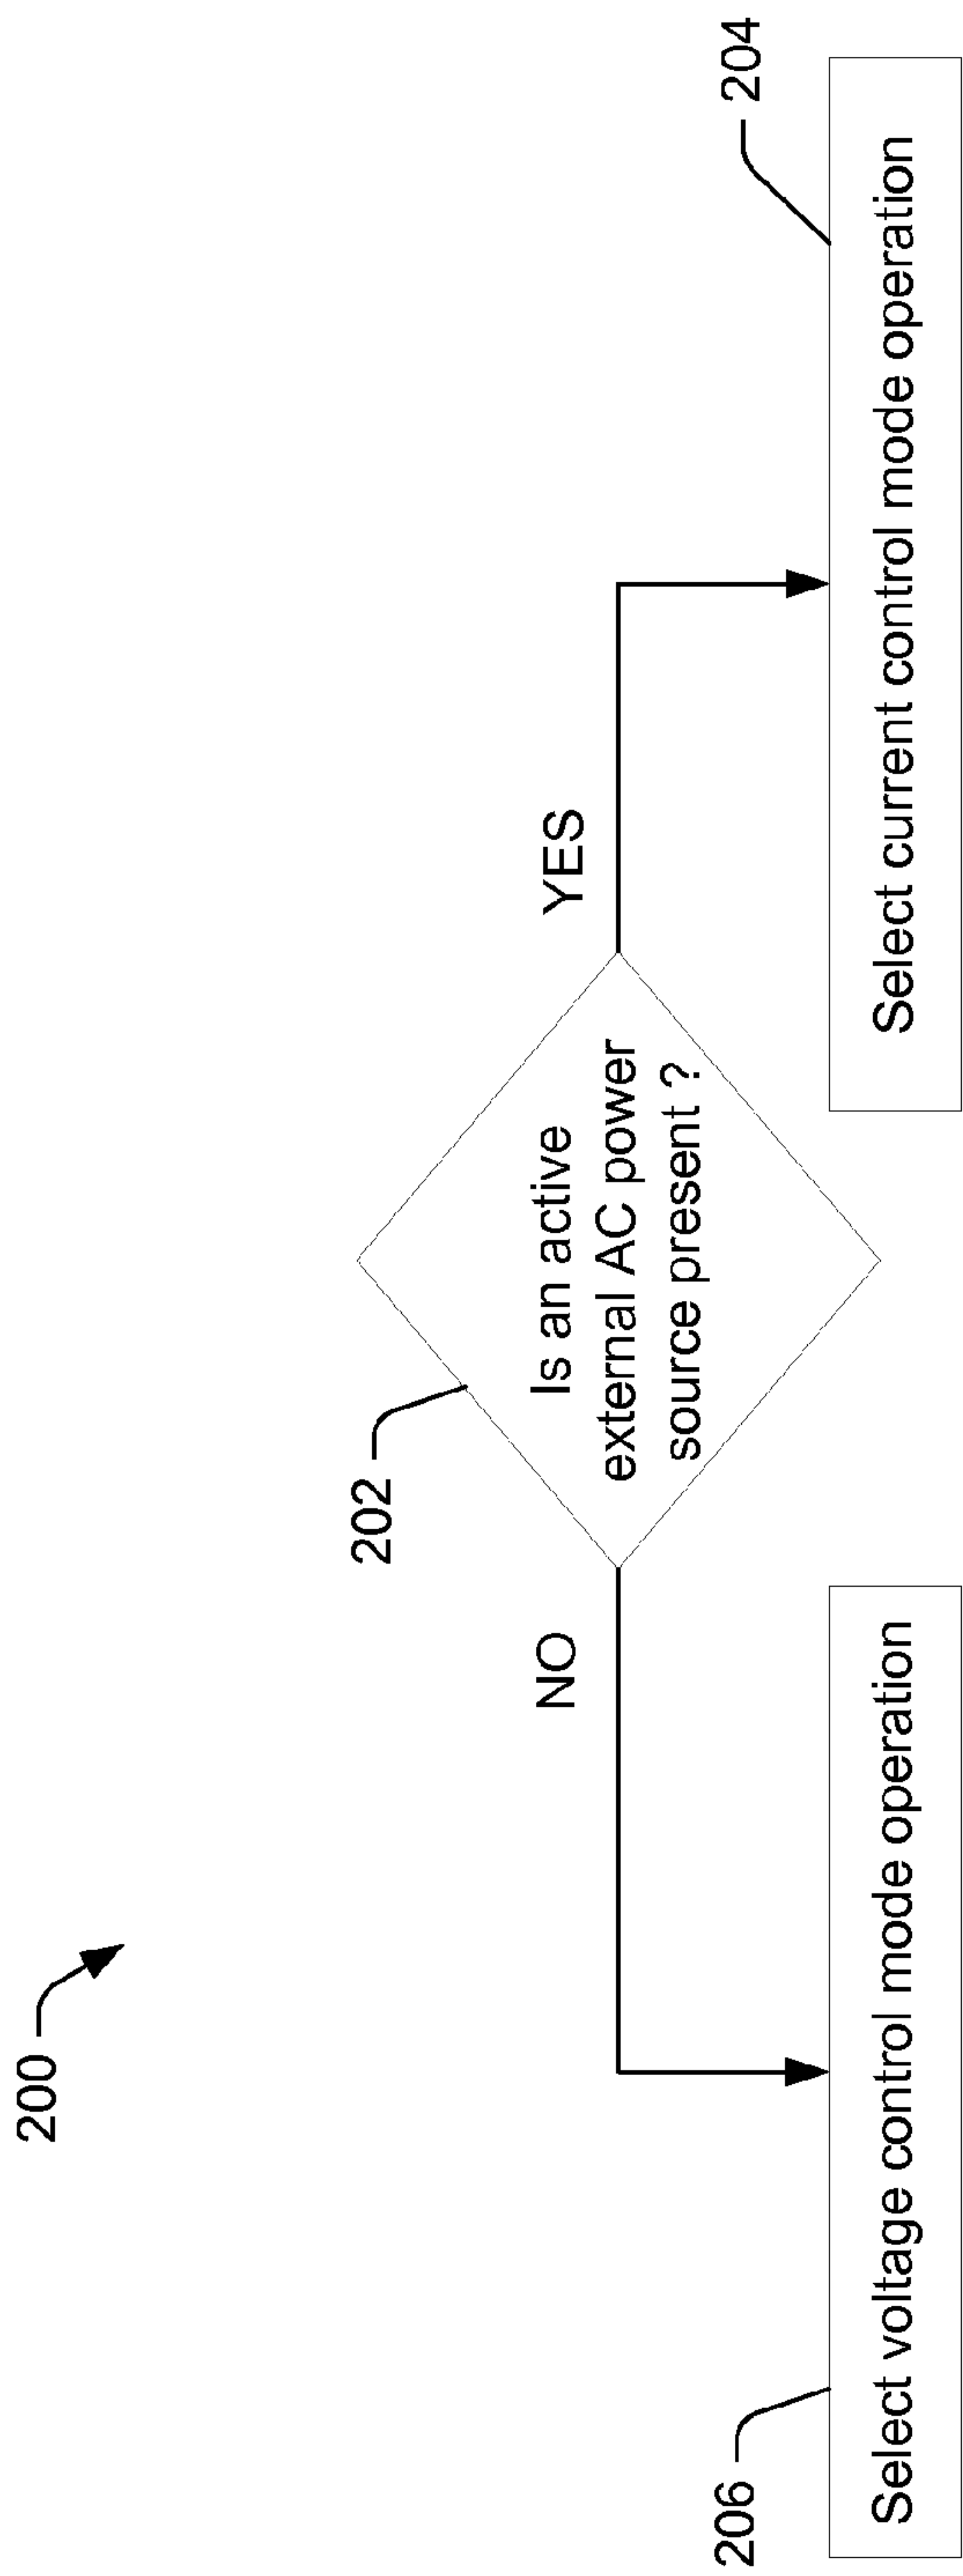 200
202
Is an active
external AC power
source present ?
NO
YES
206
204
Select voltage control mode operation
Select current control mode operation